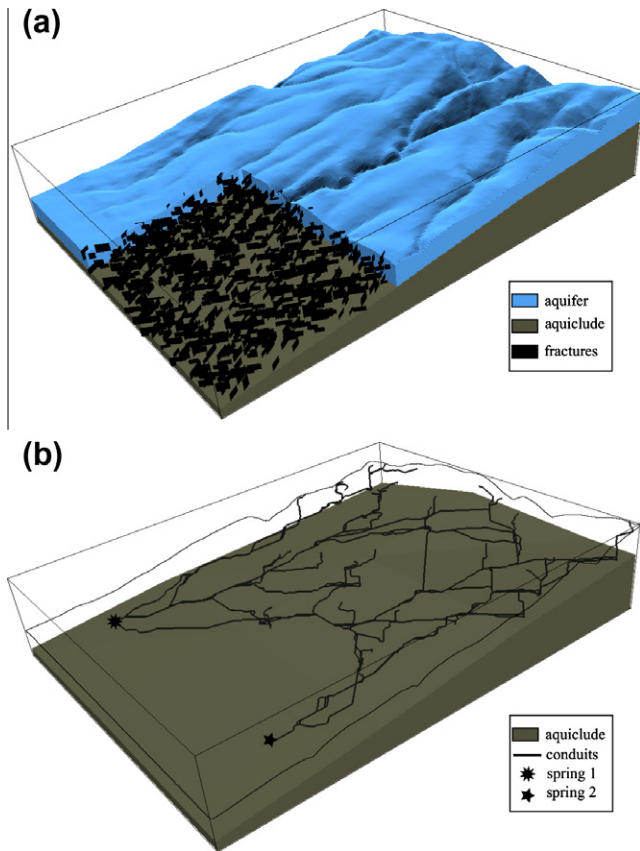 (a)
aquifer
aquiclude
fractures
(b)
aquiclude
conduits
spring 1
spring 2